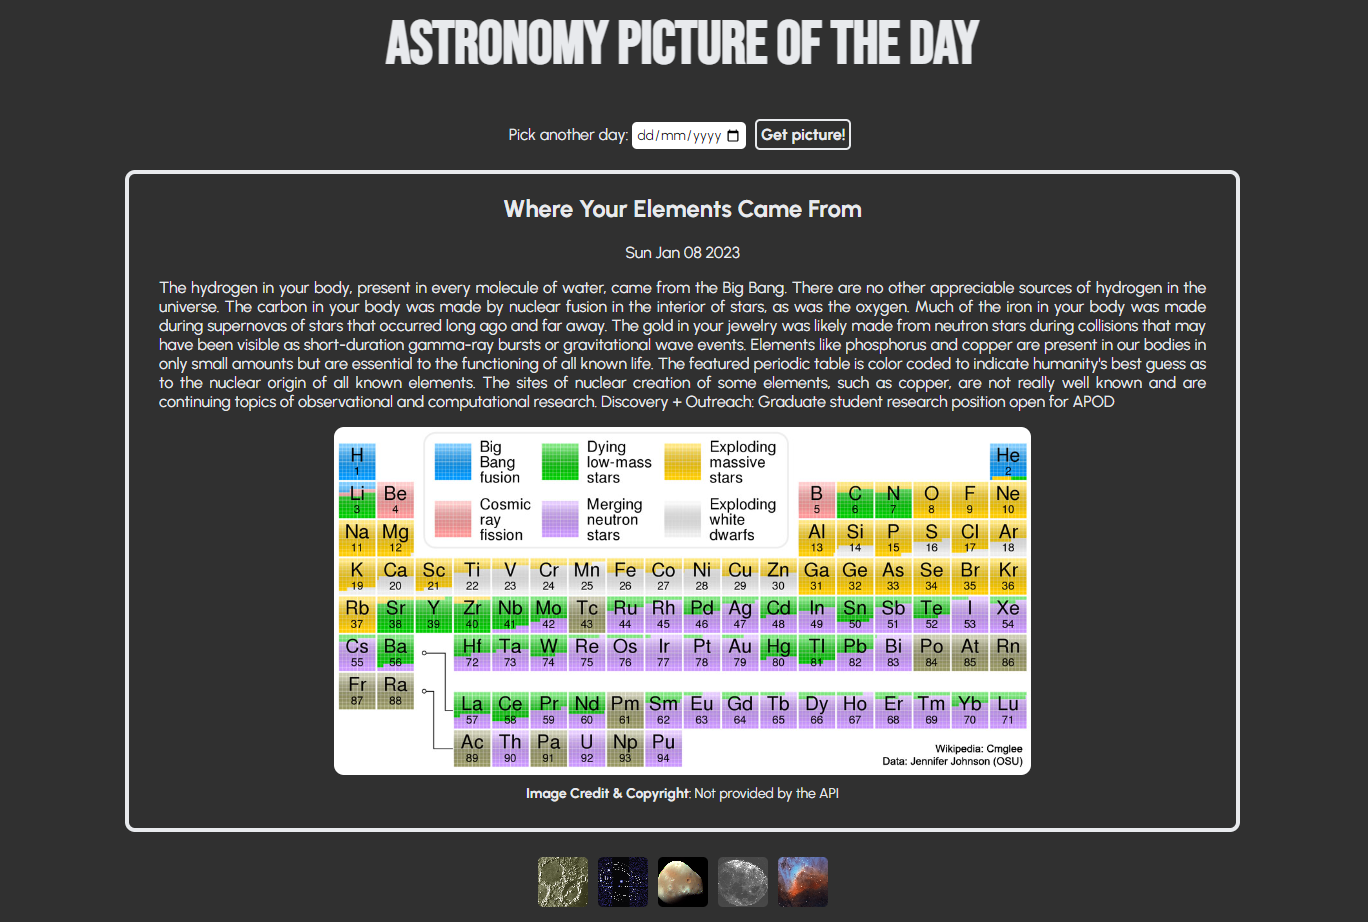 ASTRONOMY PICTURE OF THE DAY
Pick another day: dd/mm/yyyy Get picture!
Where Your Elements Came From
Sun Jan 08 2023
The hydrogen in your body, present in every molecule of water, came from the Big Bang. There are no other appreciable sources of hydrogen in the
universe. The carbon in your body was made by nuclear fusion in the interior of stars, as was the oxygen. Much of the iron in your body was made
during supernovas of stars that occurred long ago and far away. The gold in your jewelry was likely made from neutron stars during collisions that may
have been visible as short-duration gamma-ray bursts or gravitational wave events. Elements like phosphorus and copper are present in our bodies in
only small amounts but are essential to the functioning of all known life. The featured periodic table is color coded to indicate humanity's best guess as
to the nuclear origin of all known elements. The sites of nuclear creation of some elements, such as copper, are not really well known and are
continuing topics of observational and computational research. Discovery + Outreach: Graduate student research position open for APOD
Big
Bang
fusion
Dying
low-mass
stars
Exploding
massive
stars
Cosmic
ray
fission
Merging
neutron
stars
Exploding
white
dwarfs
H He
1 2
Li Be B C N O F Ne
3 4 5 6 7 8 9 10
Na Mg Al Si P S Cl Ar
11 12 13 14 15 16 17 18
K Ca Sc Ti V Cr Mn Fe Co Ni Cu Zn Ga Ge As Se Br Kr
19 20 21 22 23 24 25 26 27 28 29 30 31 32 33 34 35 36
Rb Sr Y Zr Nb Mo Tc Ru Rh Pd Ag Cd In Sn Sb Te I Xe
37 38 39 40 41 42 43 44 45 46 47 48 49 50 51 52 53 54
Cs Ba Hf Ta W Re Os Ir Pt Au Hg Tl Pb Bi Po At Rn
55 56 72 73 74 75 76 77 78 79 80 81 82 83 84 85 86
Fr Ra
87 88
La Ce Pr Nd Pm Sm Eu Gd Tb Dy Ho Er Tm Yb Lu
57 58 59 60 61 62 63 64 65 66 67 68 69 70 71
Ac Th Pa U Np Pu
89 90 91 92 93 94
Wikipedia: Cmglee
Data: Jennifer Johnson (OSU)
Image Credit & Copyright: Not provided by the API